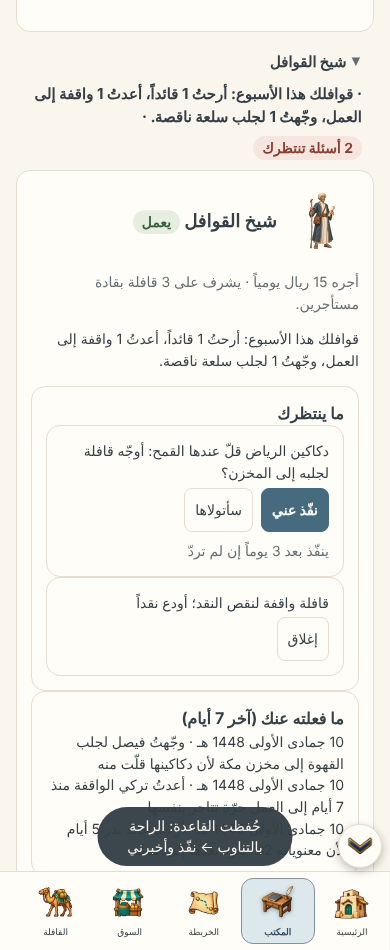 ▼ شيخ القوافل
· قوافلك هذا الأسبوع: أرحتُ 1 قائداً، أعدتُ 1 واقفة إلى
العمل، وجّهتُ 1 لجلب سلعة ناقصة. ·
2 أسئلة تنتظرك
شيخ القوافل يعمل
أجره 15 ريال يومياً · يشرف على 3 قافلة بقادة
مستأجرين.
قوافلك هذا الأسبوع: أرحتُ 1 قائداً، أعدتُ 1 واقفة إلى
العمل، وجّهتُ 1 لجلب سلعة ناقصة.
ما ينتظرك
دكاكين الرياض قلّ عندها القمح: أوجّه قافلة
لجلبه إلى المخزن؟
نفّذ عني
سأتولاها
ينفّذ بعد 3 يوماً إن لم تردّ
قافلة واقفة لنقص النقد؛ أودع نقداً
إغلاق
ما فعلته عنك (آخر 7 أيام)
10 جمادى الأولى 1448 هـ · وجّهتُ فيصل لجلب
القهوة إلى مخزن مكة لأن دكاكينها قلّت منه
10 جمادى الأولى 1448 هـ · أعدتُ تركي الواقفة منذ
7 أيام إلى
10
5 أيام
لأن معنوياته
حُفظت القاعدة: الراحة
بالتناوب ← نفّذ وأخبرني
الرئيسية
المكتب
الخريطة
السوق
القافلة